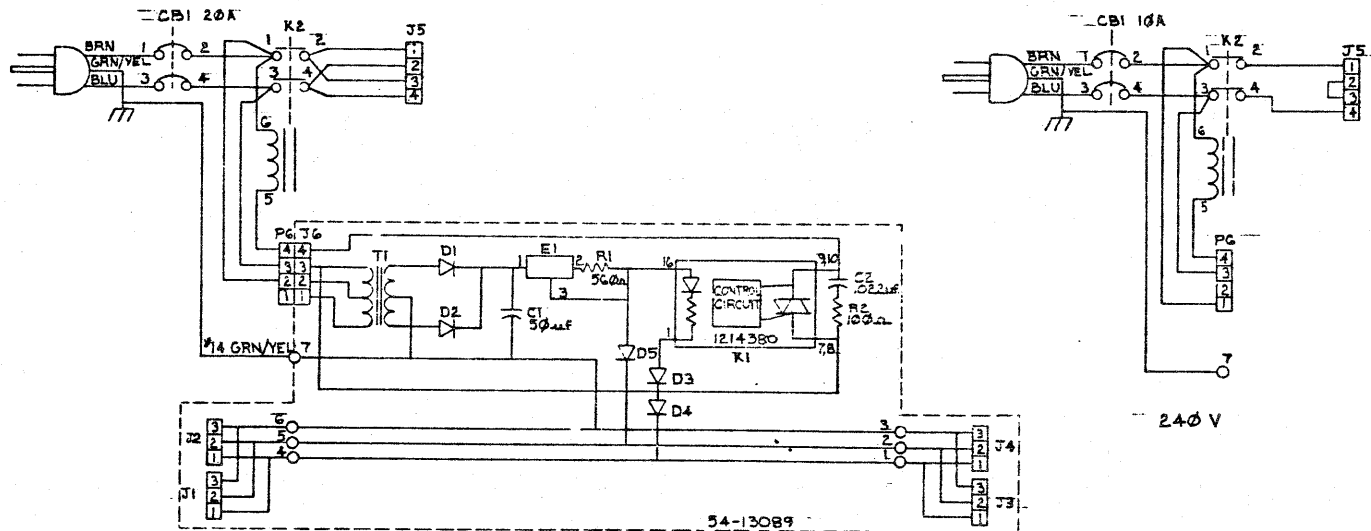 CB1 20A
K2
J5
BRN
GRN/YEL
BLU
1
2
3
4
1
2
3
4
1
2
3
4
6
5
P6 J6
4 4
3 3
2 2
1 1
T1
D1
D2
C1
50uF
E1
1
2
3
R1
560Ω
16
1
CONTROL
CIRCUIT
1214380
K1
9,10
7,8
C2
.022uF
R2
100Ω
D5
D3
D4
#14 GRN/YEL 7
J2
3
2
1
J1
3
2
1
6
5
4
3
2
1
J4
3
2
1
J3
3
2
1
54-13089
CB1 10A
K2
J5
BRN
GRN/YEL
BLU
1
2
3
4
1
2
3
4
1
2
3
4
6
5
P6
4
3
2
1
7
240 V